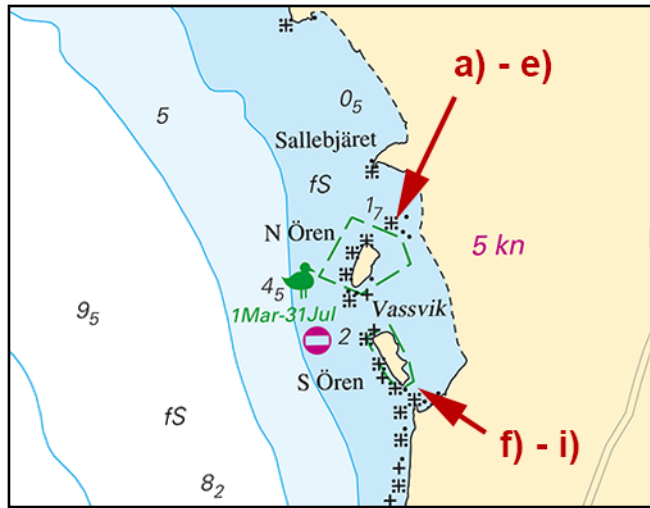 a) - e)
0₅
5
Sallebjäret
fS
1₇
N Ören
5 kn
4₅
Vassvik
1Mar-31Jul
9₅
2
S Ören
fS
f) - i)
8₂